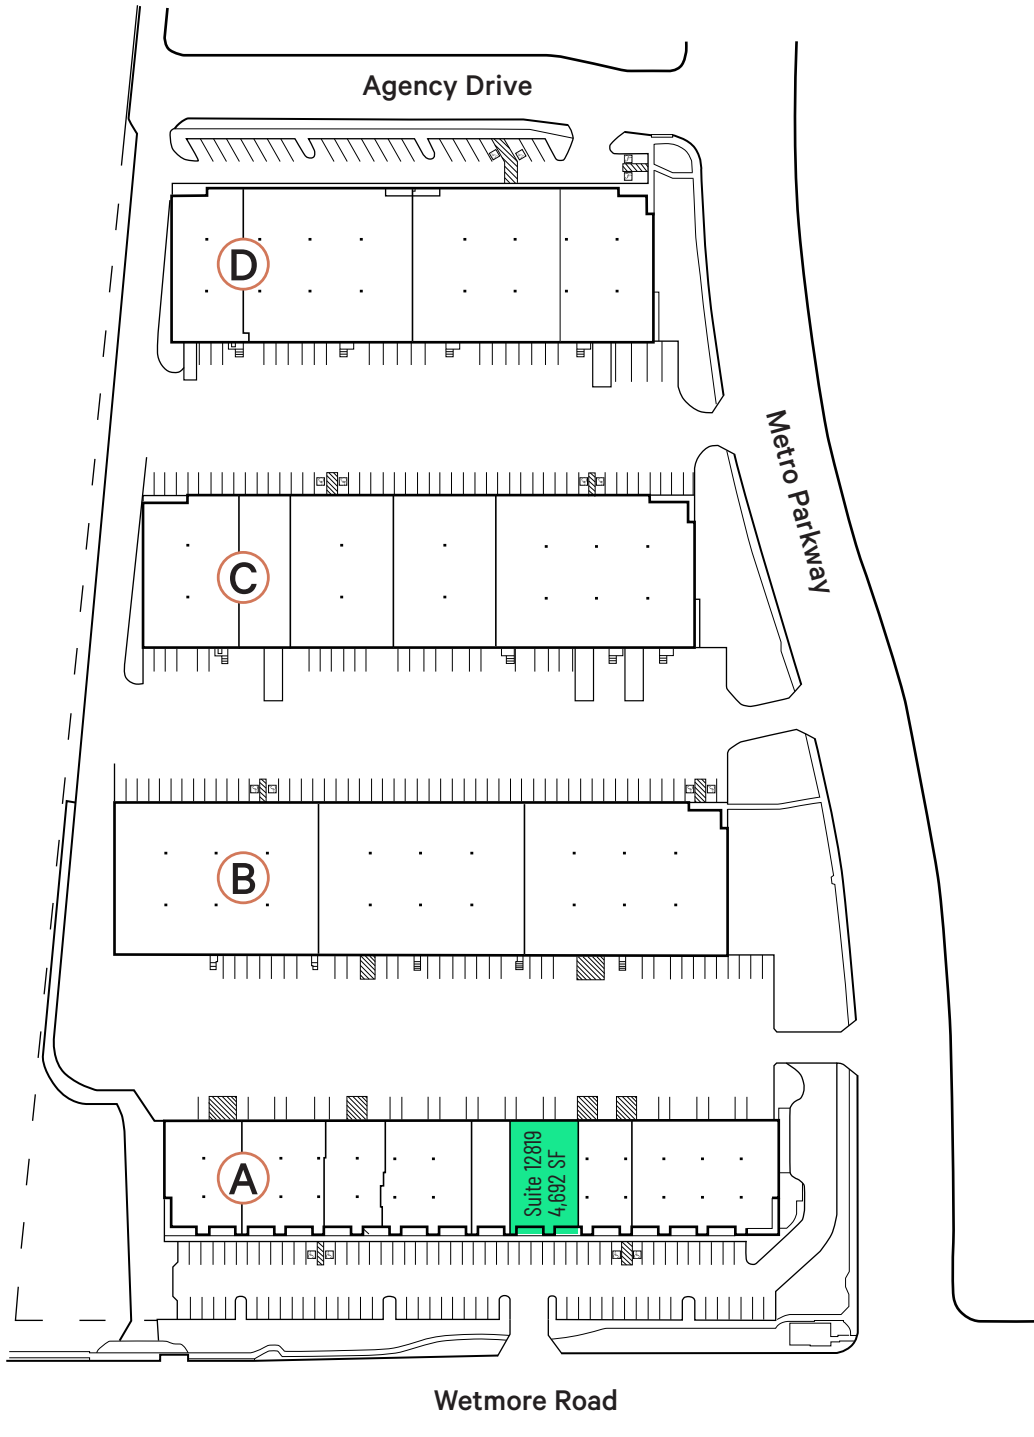 Agency Drive
D
Metro Parkway
C
B
A
Suite 12819
4,692 SF
Wetmore Road